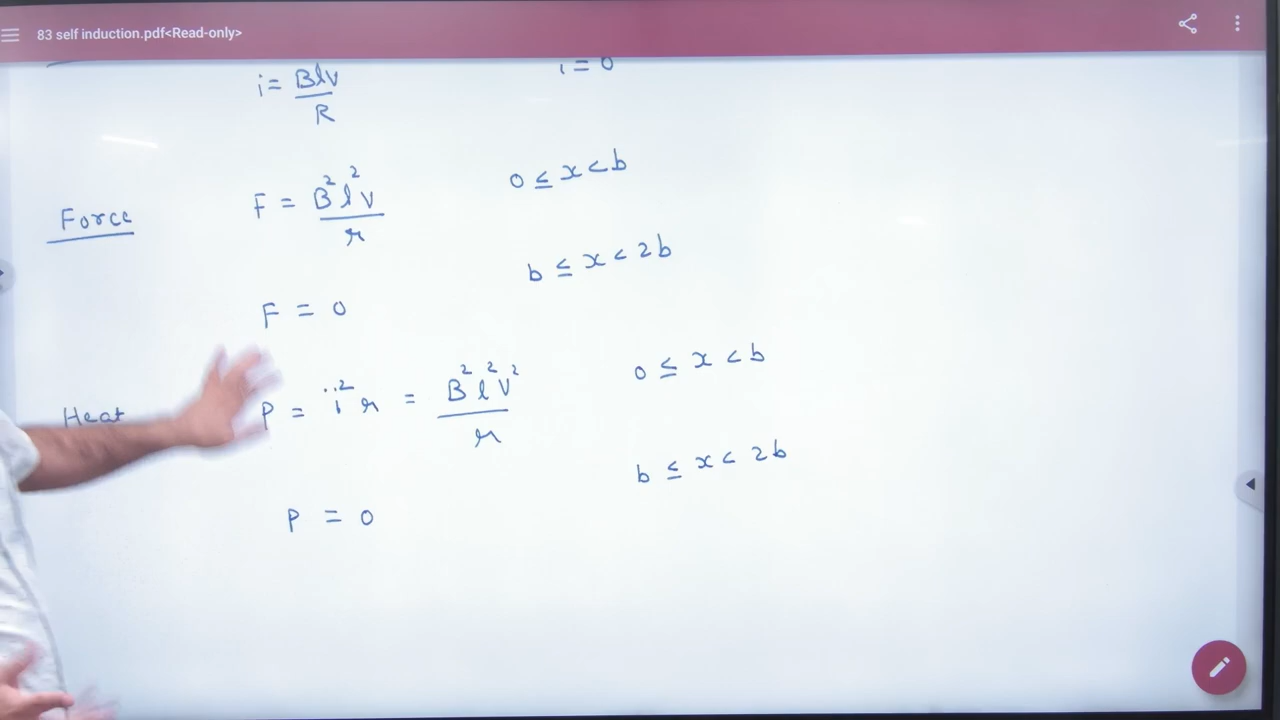 83 self induction.pdf<Read-only>
i = Blv / R
i = 0
Force
F = B²l²v / r
0 ≤ x < b
F = 0
b ≤ x < 2b
Heat
P = i²r = B²l²v² / r
0 ≤ x < b
P = 0
b ≤ x < 2b